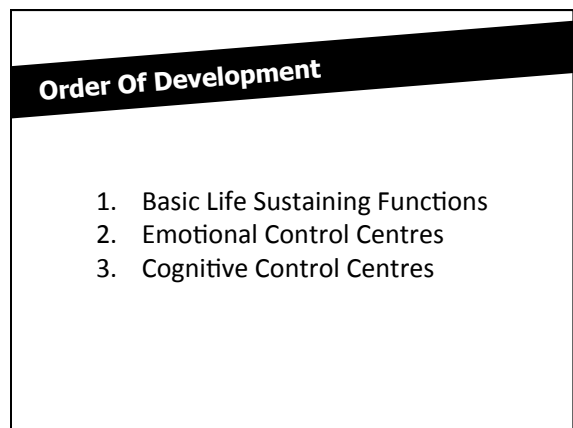 Order Of Development
1. Basic Life Sustaining Functions
2. Emotional Control Centres
3. Cognitive Control Centres